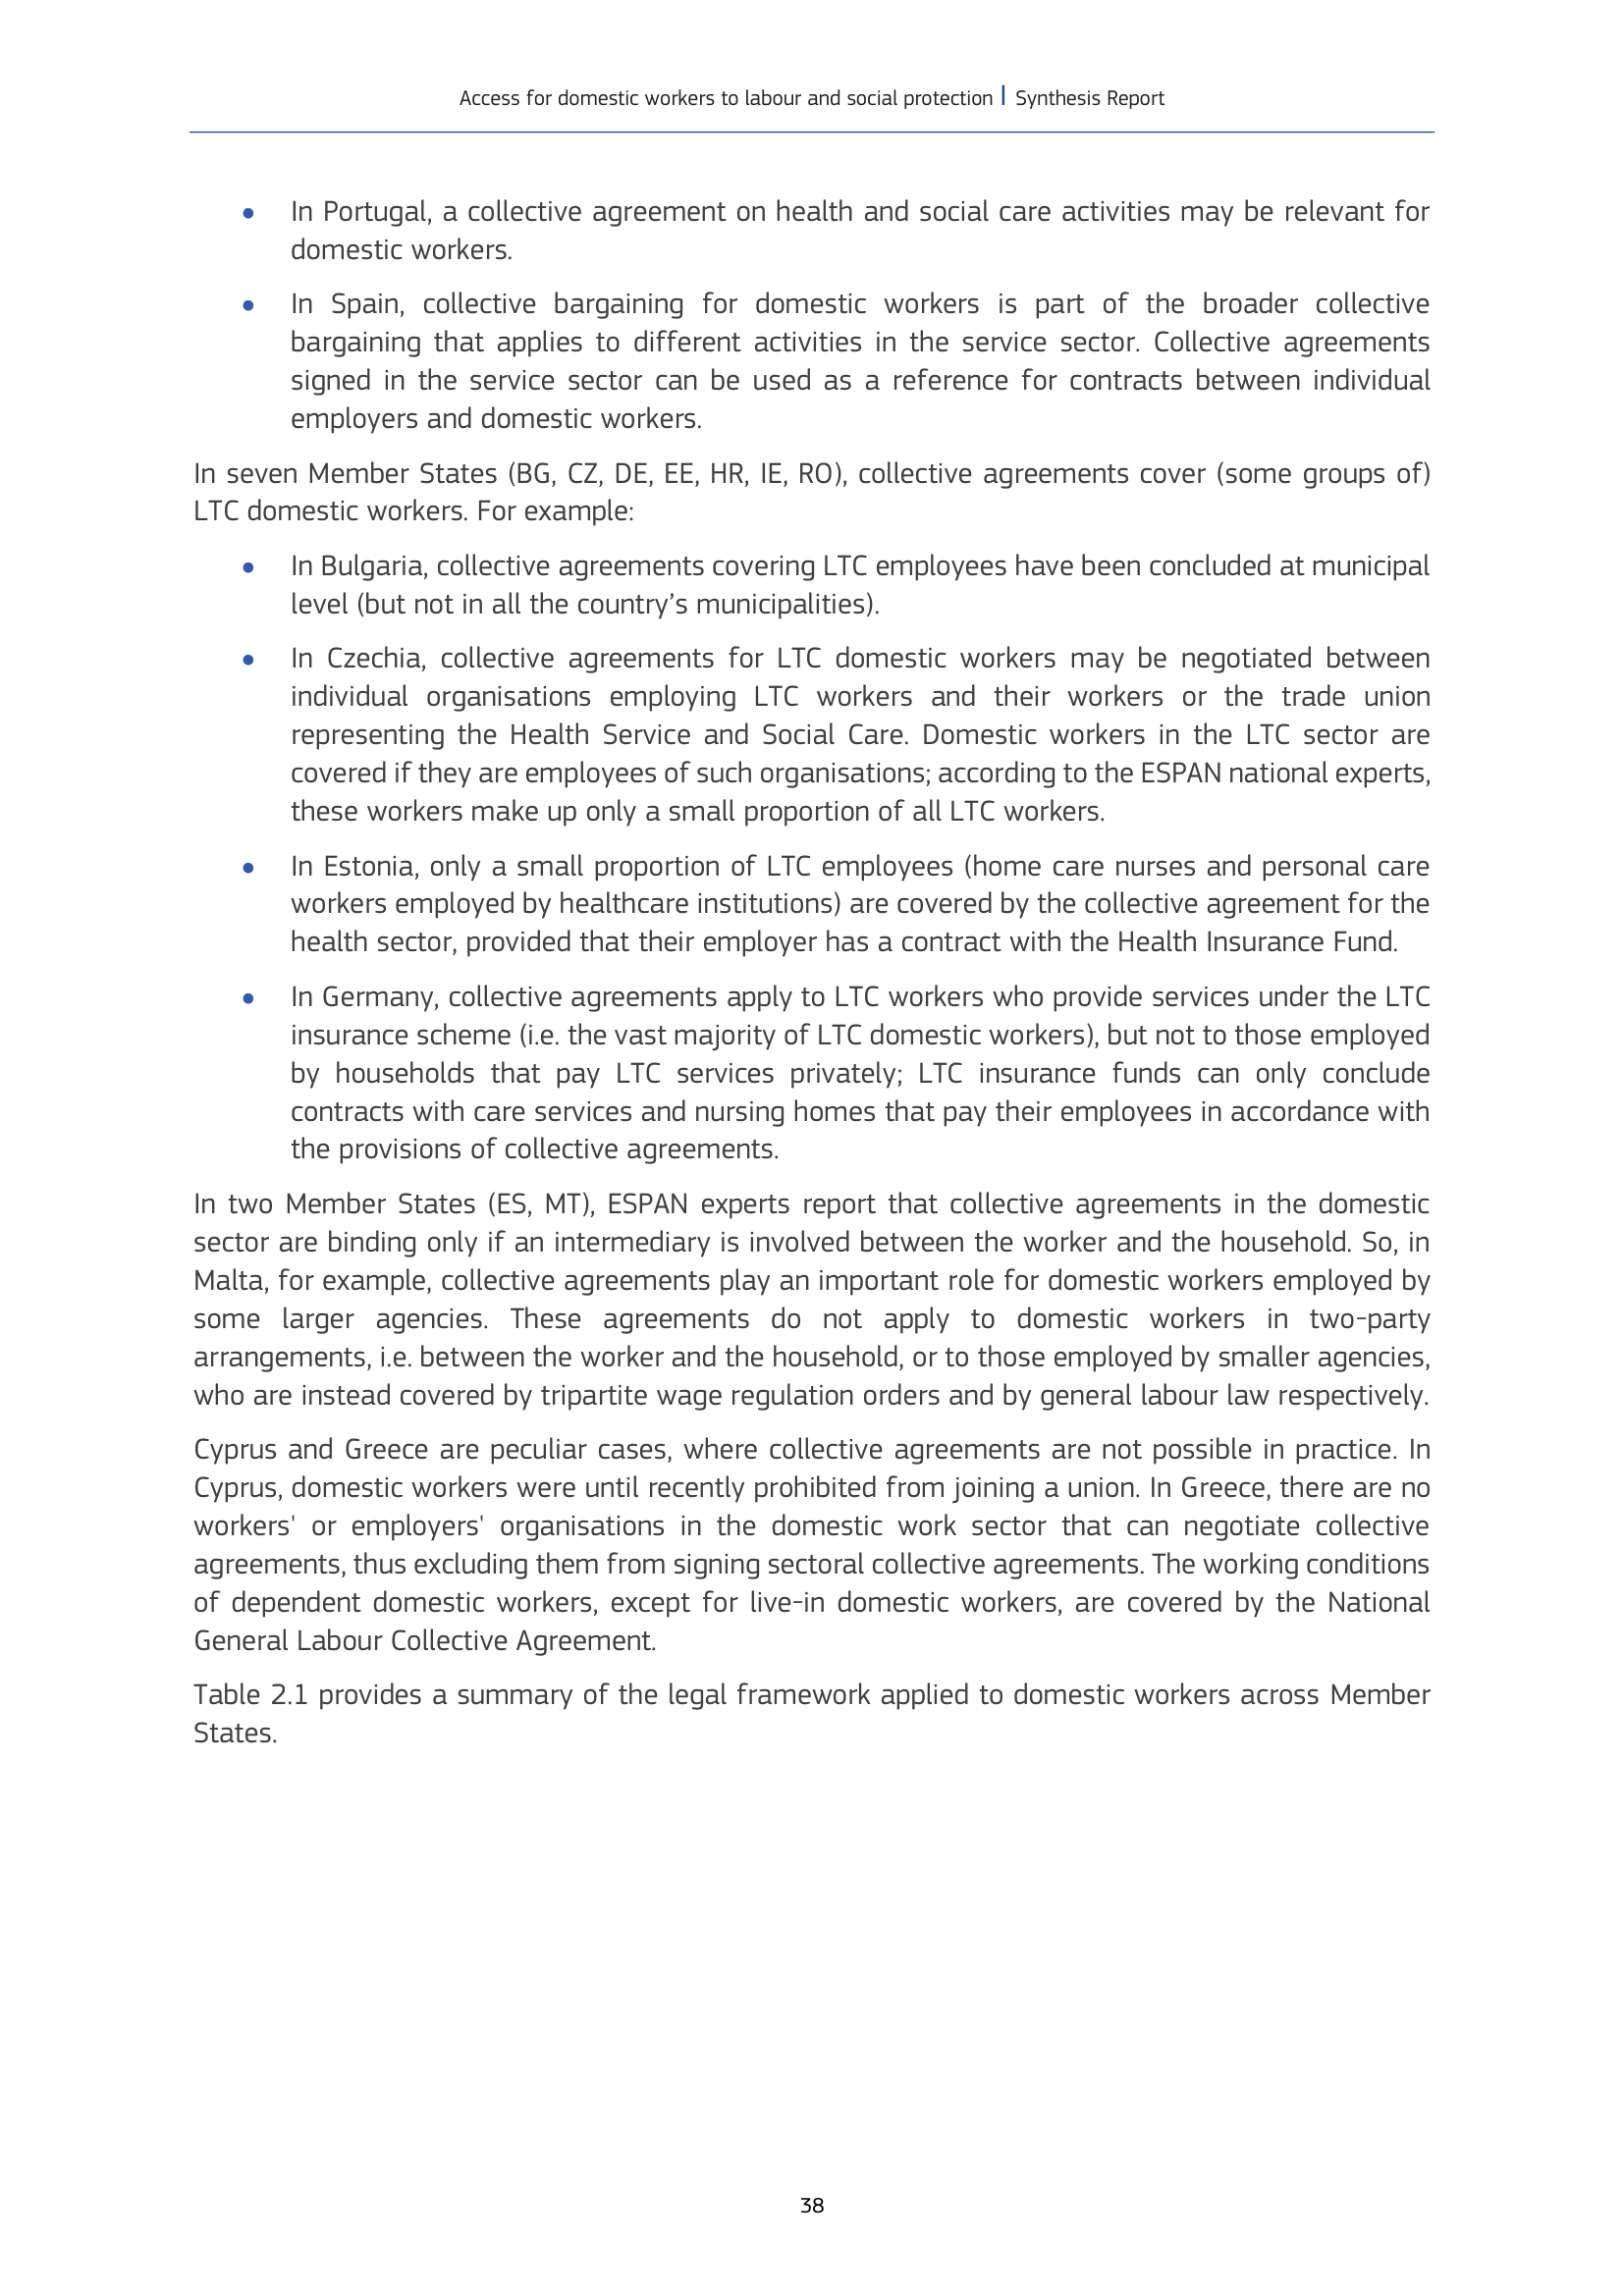 Access for domestic workers to labour and social protection | Synthesis Report
• In Portugal, a collective agreement on health and social care activities may be relevant for
domestic workers.
• In Spain, collective bargaining for domestic workers is part of the broader collective
bargaining that applies to different activities in the service sector. Collective agreements
signed in the service sector can be used as a reference for contracts between individual
employers and domestic workers.
In seven Member States (BG, CZ, DE, EE, HR, IE, RO), collective agreements cover (some groups of)
LTC domestic workers. For example:
• In Bulgaria, collective agreements covering LTC employees have been concluded at municipal
level (but not in all the country’s municipalities).
• In Czechia, collective agreements for LTC domestic workers may be negotiated between
individual organisations employing LTC workers and their workers or the trade union
representing the Health Service and Social Care. Domestic workers in the LTC sector are
covered if they are employees of such organisations; according to the ESPAN national experts,
these workers make up only a small proportion of all LTC workers.
• In Estonia, only a small proportion of LTC employees (home care nurses and personal care
workers employed by healthcare institutions) are covered by the collective agreement for the
health sector, provided that their employer has a contract with the Health Insurance Fund.
• In Germany, collective agreements apply to LTC workers who provide services under the LTC
insurance scheme (i.e. the vast majority of LTC domestic workers), but not to those employed
by households that pay LTC services privately; LTC insurance funds can only conclude
contracts with care services and nursing homes that pay their employees in accordance with
the provisions of collective agreements.
In two Member States (ES, MT), ESPAN experts report that collective agreements in the domestic
sector are binding only if an intermediary is involved between the worker and the household. So, in
Malta, for example, collective agreements play an important role for domestic workers employed by
some larger agencies. These agreements do not apply to domestic workers in two-party
arrangements, i.e. between the worker and the household, or to those employed by smaller agencies,
who are instead covered by tripartite wage regulation orders and by general labour law respectively.
Cyprus and Greece are peculiar cases, where collective agreements are not possible in practice. In
Cyprus, domestic workers were until recently prohibited from joining a union. In Greece, there are no
workers' or employers' organisations in the domestic work sector that can negotiate collective
agreements, thus excluding them from signing sectoral collective agreements. The working conditions
of dependent domestic workers, except for live-in domestic workers, are covered by the National
General Labour Collective Agreement.
Table 2.1 provides a summary of the legal framework applied to domestic workers across Member
States.
38